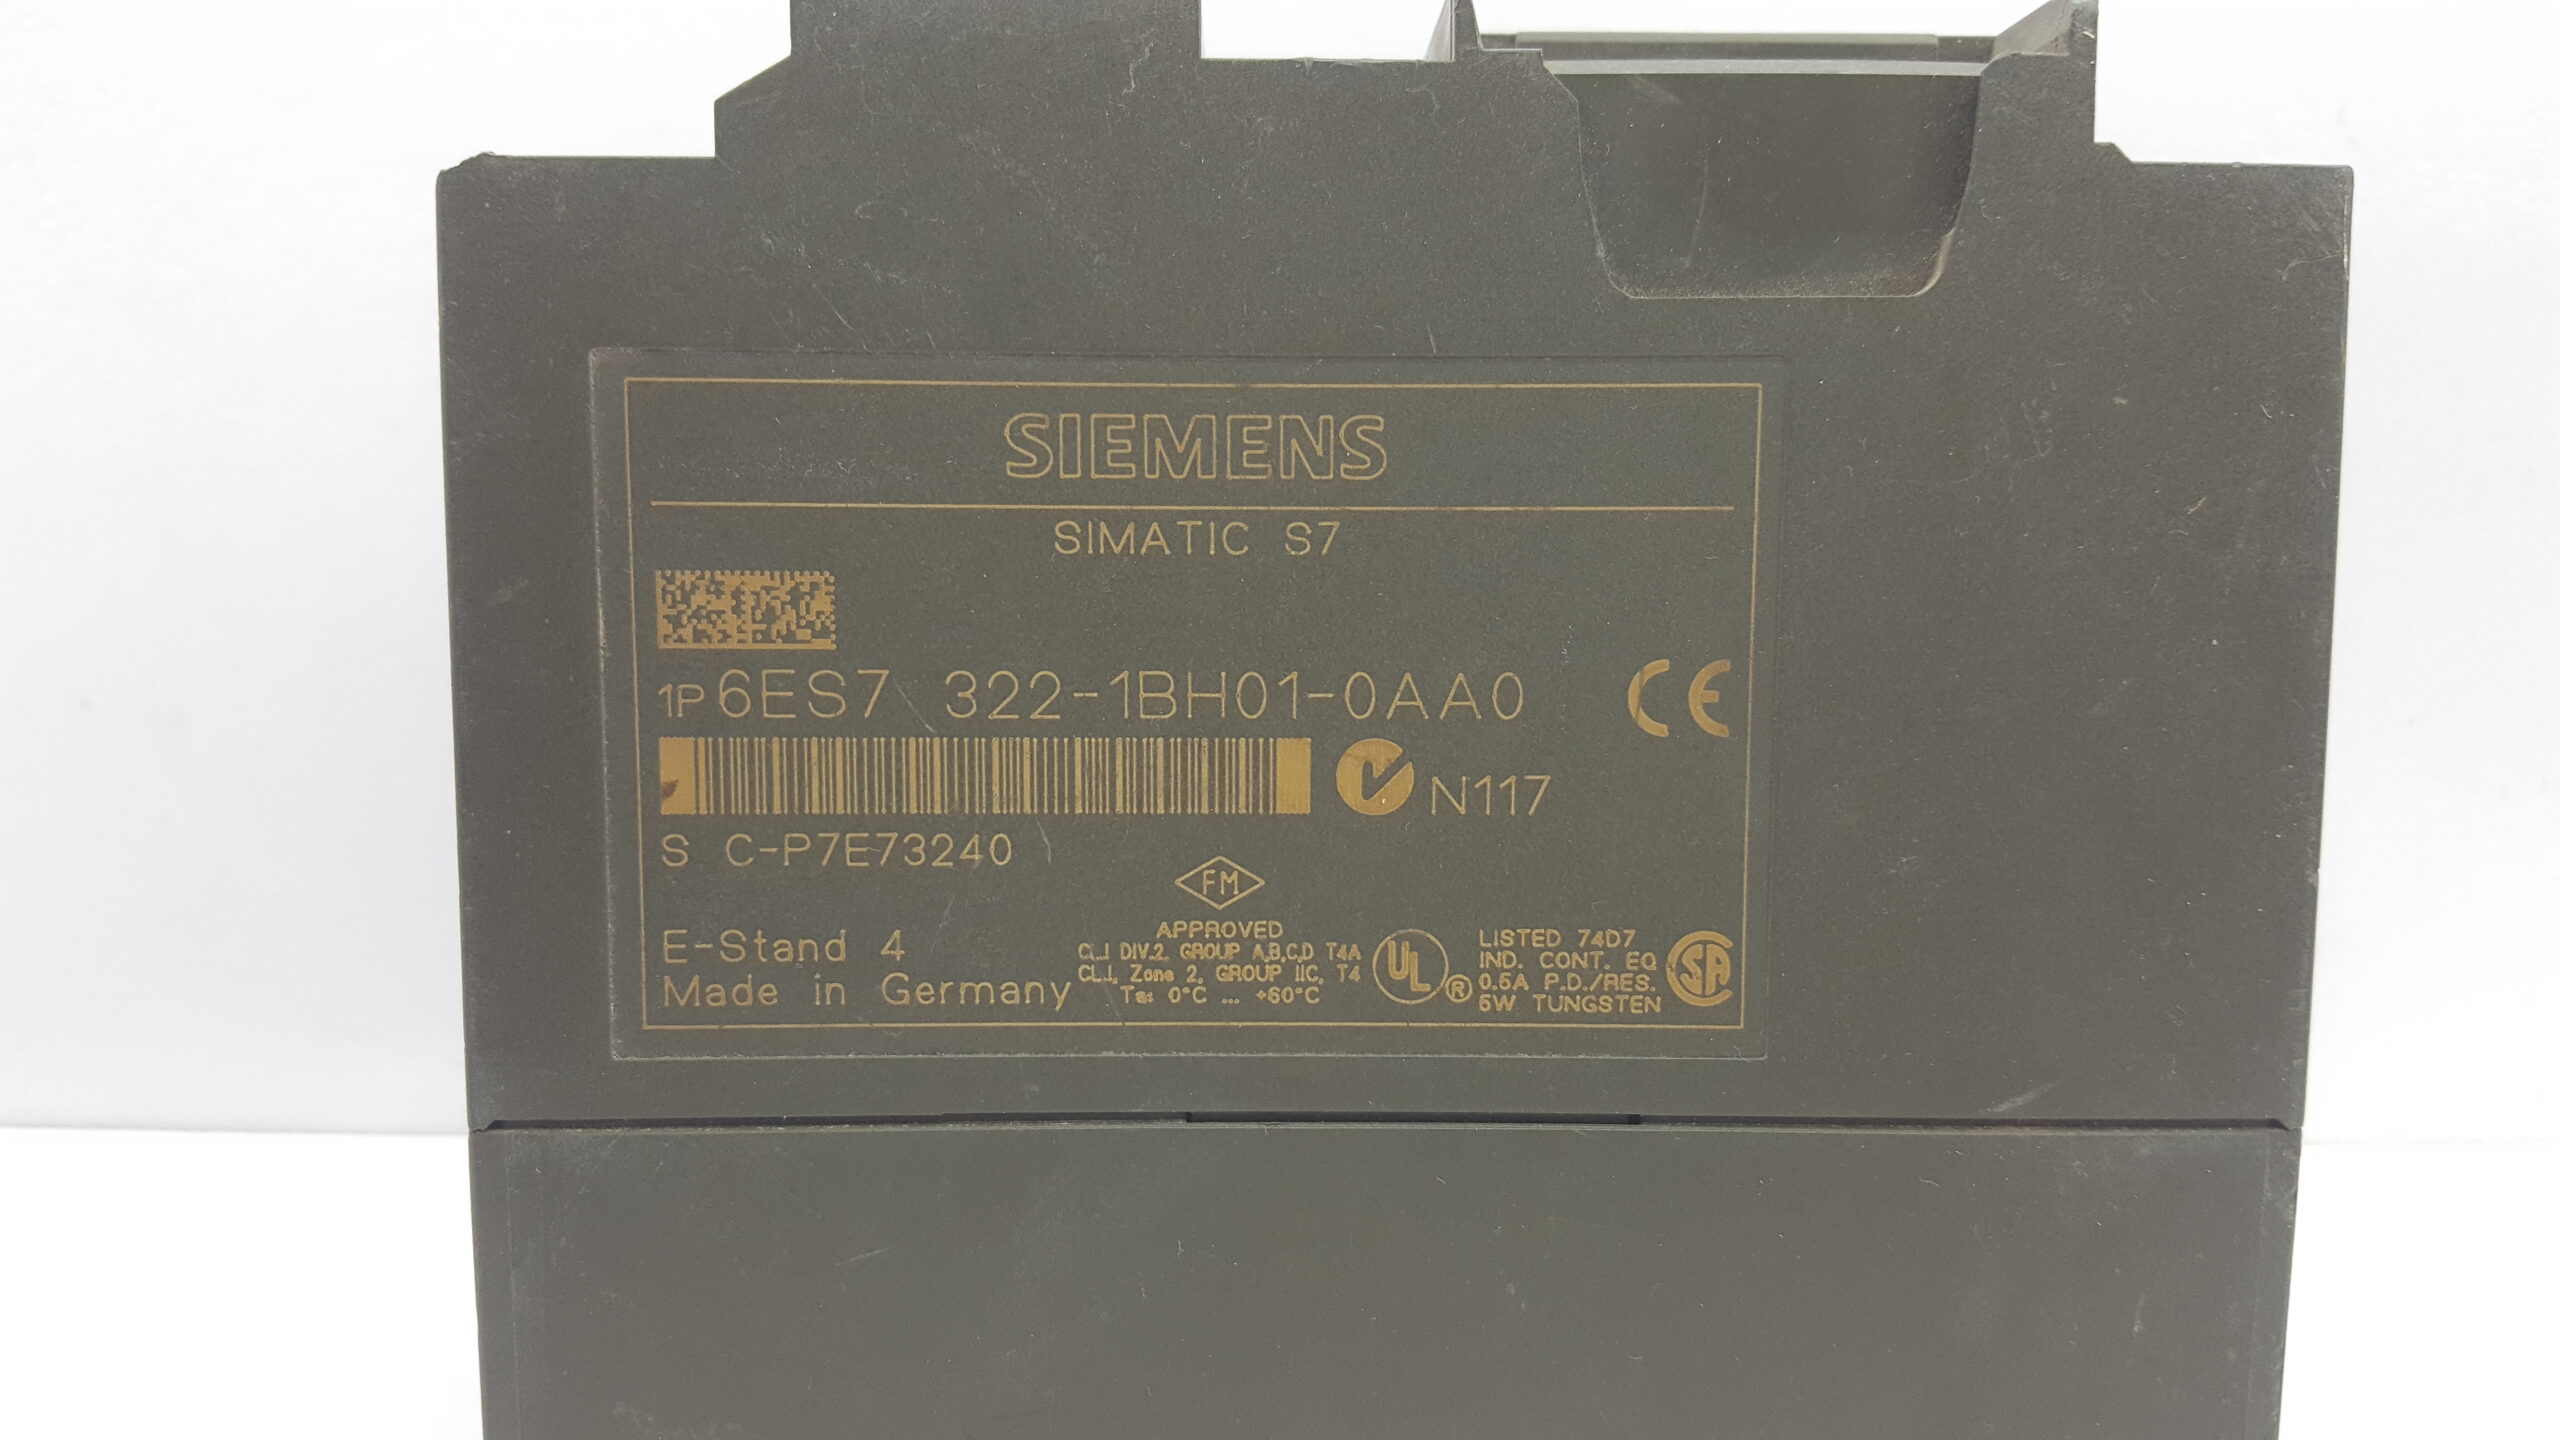 SIEMENS
SIMATIC S7
1P 6ES7 322-1BH01-0AA0
CE
N117
S C-P7E73240
FM
APPROVED
CL.I DIV.2, GROUP A,B,C,D T4A
CL.I, Zone 2, GROUP IIC, T4
Ta: 0°C ... +60°C
E-Stand 4
Made in Germany
UL ®
LISTED 74D7
IND. CONT. EQ
0.5A P.D./RES.
5W TUNGSTEN
SA